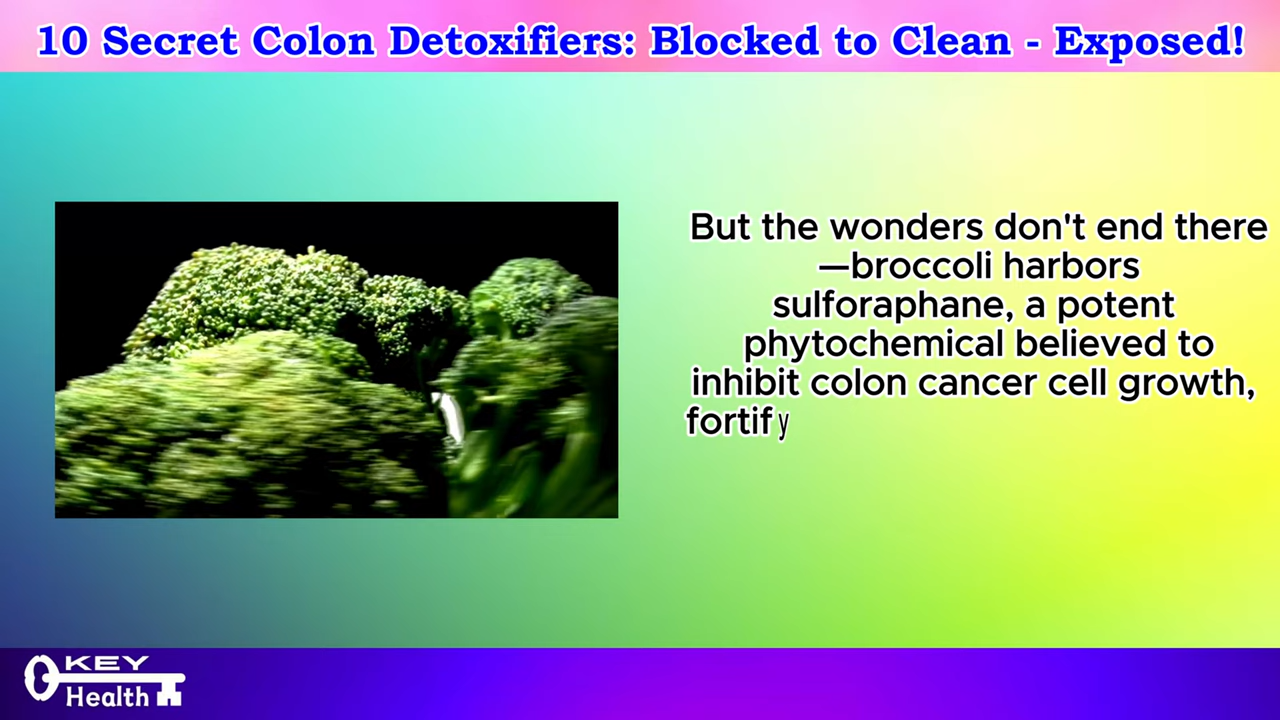 10 Secret Colon Detoxifiers: Blocked to Clean - Exposed!
But the wonders don't end there
—broccoli harbors
sulforaphane, a potent
phytochemical believed to
inhibit colon cancer cell growth,
fortify
KEY
Health